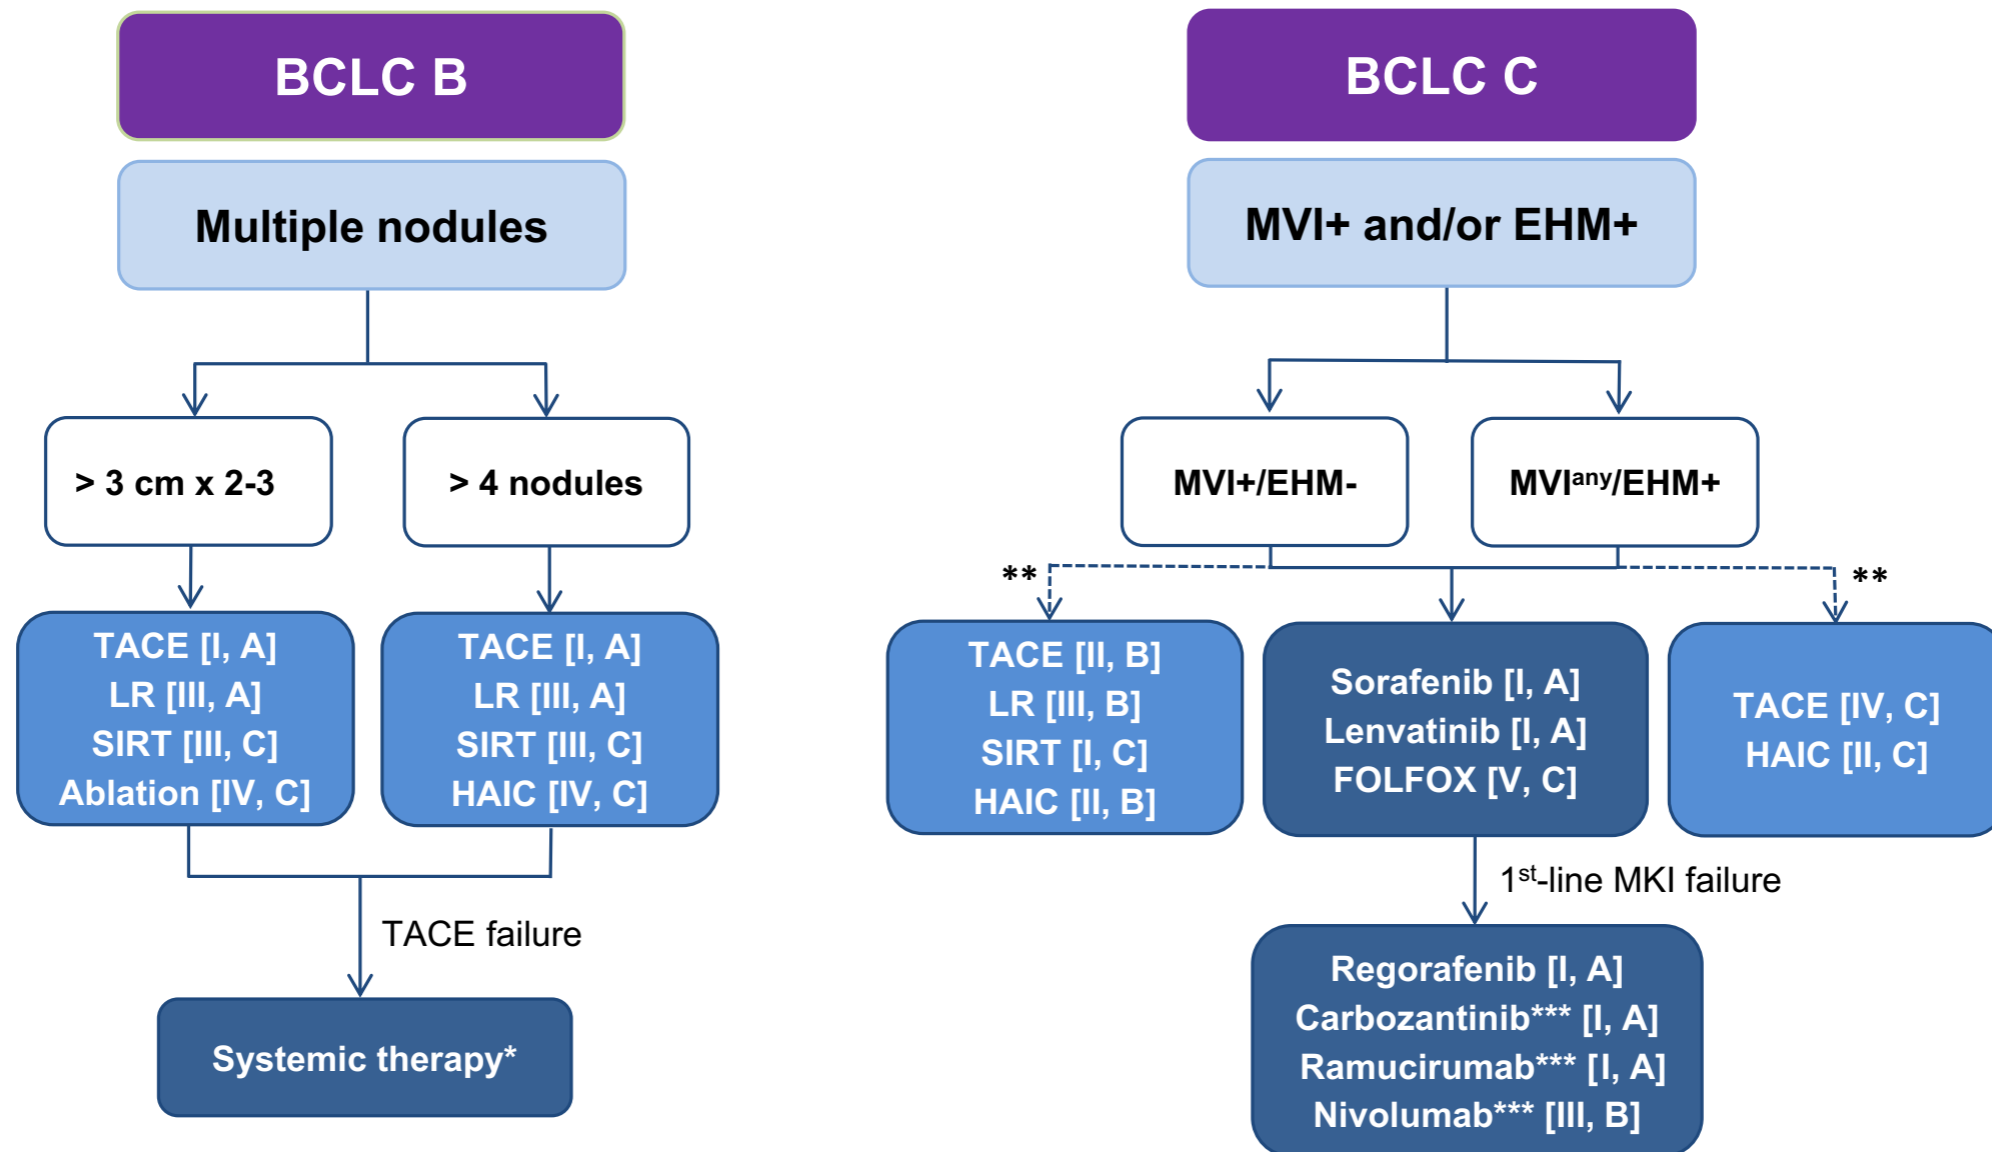 BCLC B
Multiple nodules
> 3 cm x 2-3
> 4 nodules
TACE [I, A]
LR [III, A]
SIRT [III, C]
Ablation [IV, C]
TACE [I, A]
LR [III, A]
SIRT [III, C]
HAIC [IV, C]
TACE failure
Systemic therapy*
BCLC C
MVI+ and/or EHM+
MVI+/EHM-
MVIany/EHM+
**
**
TACE [II, B]
LR [III, B]
SIRT [I, C]
HAIC [II, B]
Sorafenib [I, A]
Lenvatinib [I, A]
FOLFOX [V, C]
TACE [IV, C]
HAIC [II, C]
1st-line MKI failure
Regorafenib [I, A]
Carbozantinib*** [I, A]
Ramucirumab*** [I, A]
Nivolumab*** [III, B]